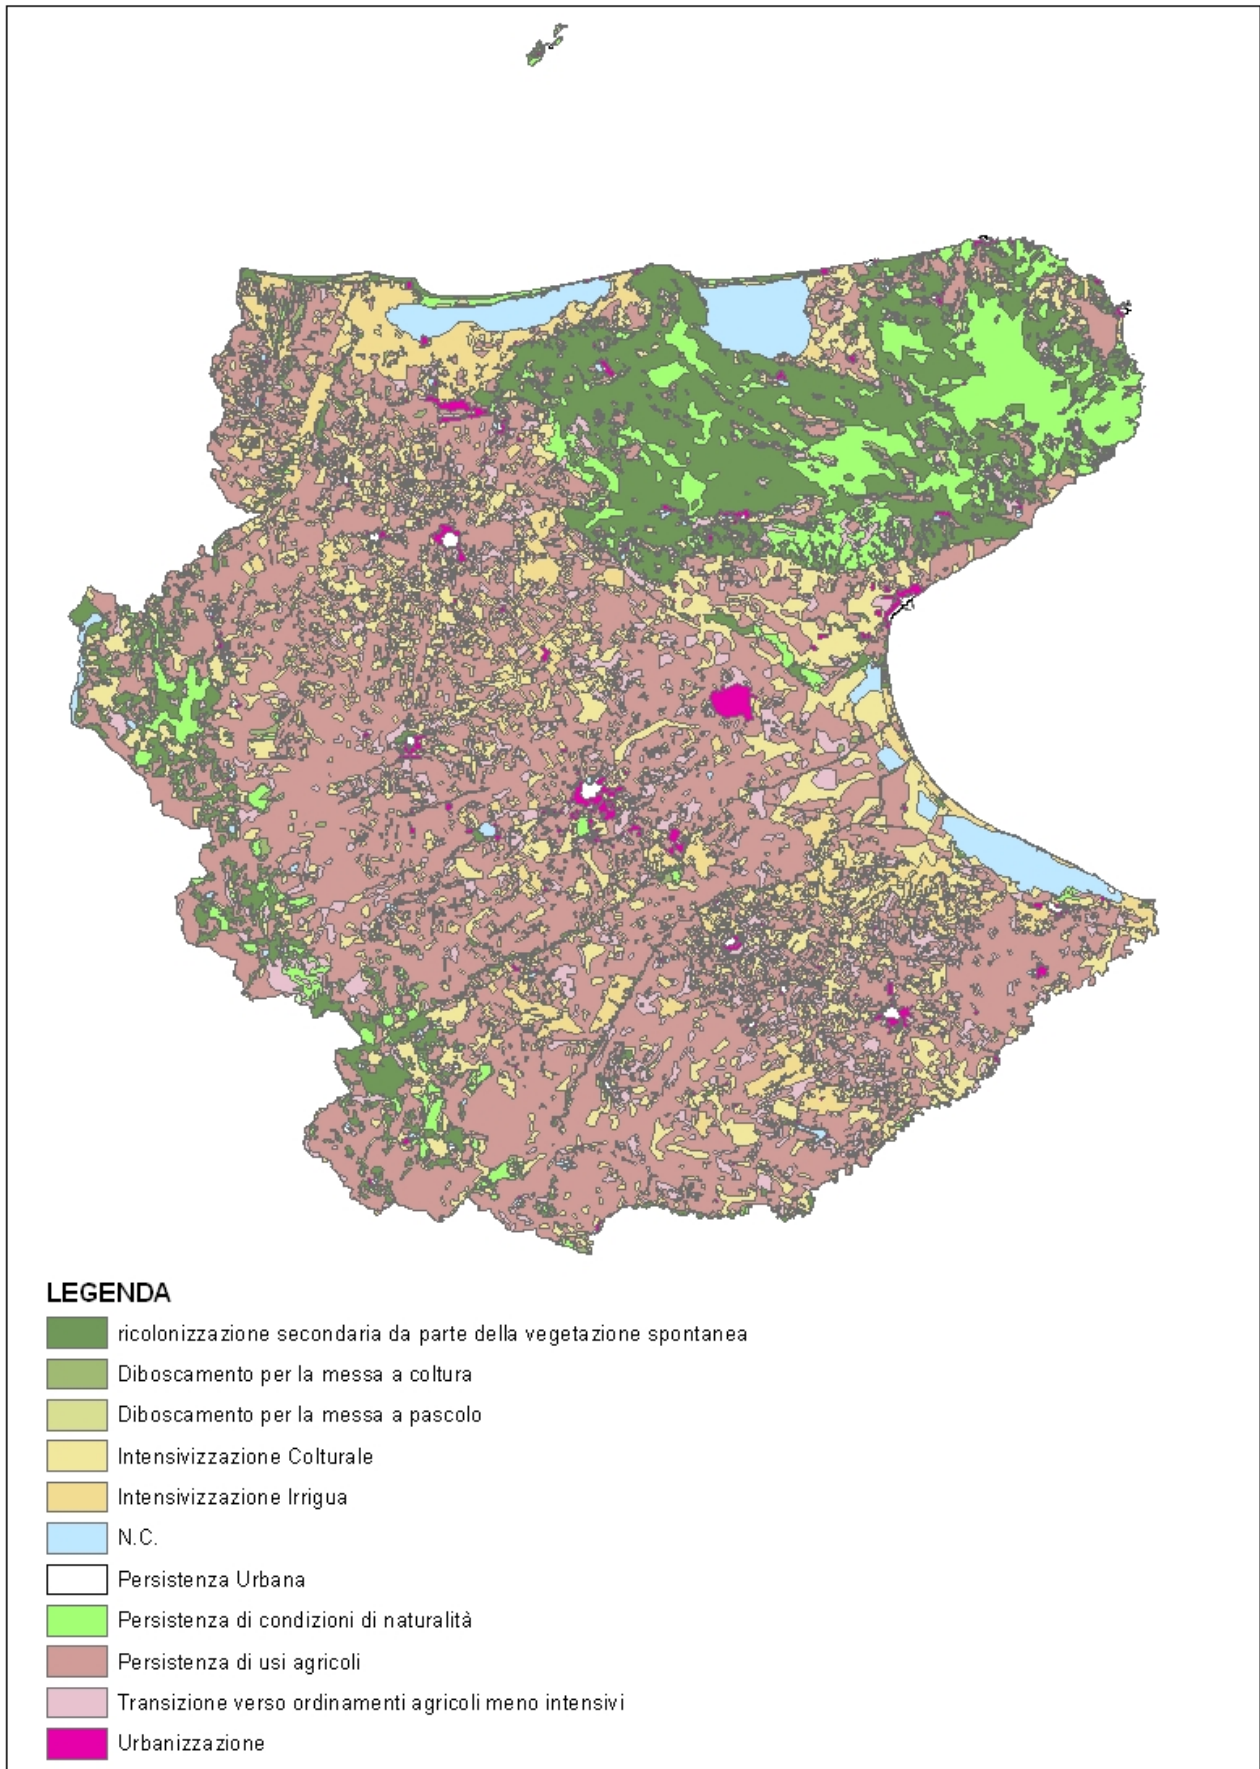 LEGENDA
ricolonizzazione secondaria da parte della vegetazione spontanea
Diboscamento per la messa a coltura
Diboscamento per la messa a pascolo
Intensivizzazione Colturale
Intensivizzazione Irrigua
N.C.
Persistenza Urbana
Persistenza di condizioni di naturalità
Persistenza di usi agricoli
Transizione verso ordinamenti agricoli meno intensivi
Urbanizzazione